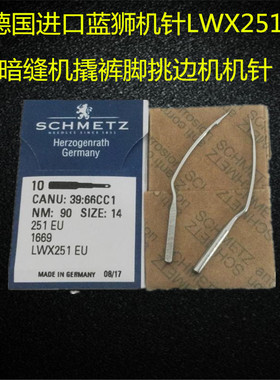 德国进口蓝狮机针LWX251
暗缝机撬裤脚挑边机机针
SCHMETZ
NEEDLES SINCE 1851
Herzogenrath
Germany
10
CANU: 39:66CC1
NM: 90 SIZE: 14
251 EU
1669
LWX251 EU
MADE IN GERMANY 08/17
SCHMETZ